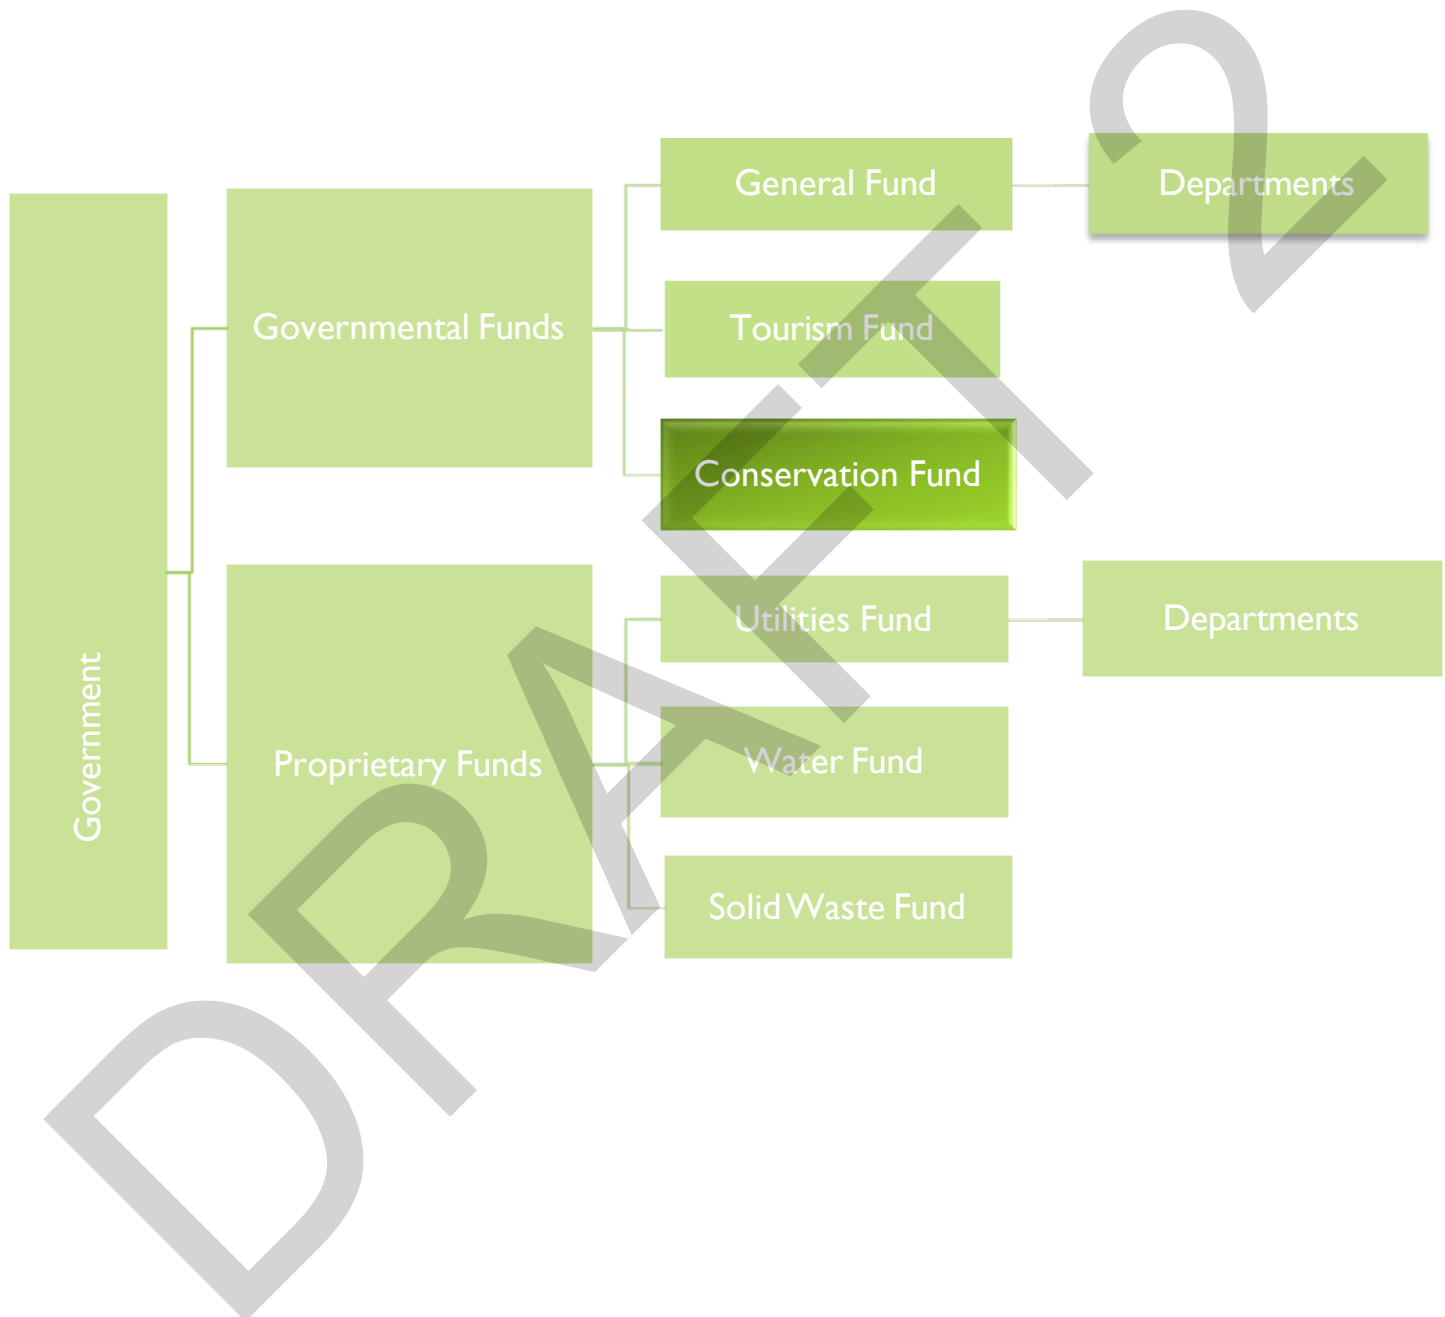 Government
Governmental Funds
General Fund
Departments
Tourism Fund
Conservation Fund
Proprietary Funds
Utilities Fund
Departments
Water Fund
Solid Waste Fund
DRAFT 2